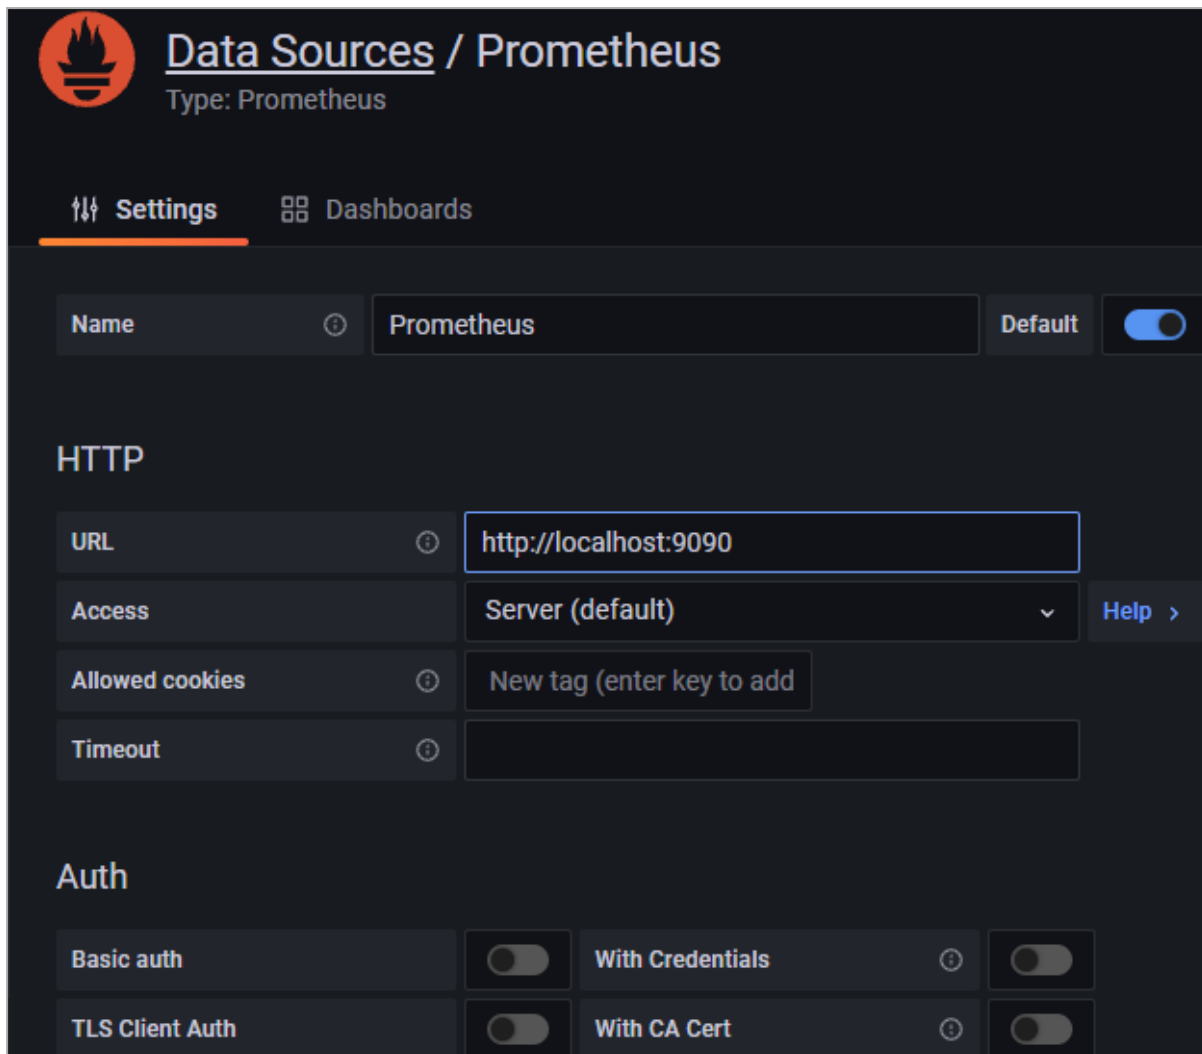 Data Sources / Prometheus
Type: Prometheus
Settings Dashboards
Name Prometheus Default
HTTP
URL http://localhost:9090
Access Server (default) Help >
Allowed cookies New tag (enter key to add
Timeout
Auth
Basic auth With Credentials
TLS Client Auth With CA Cert